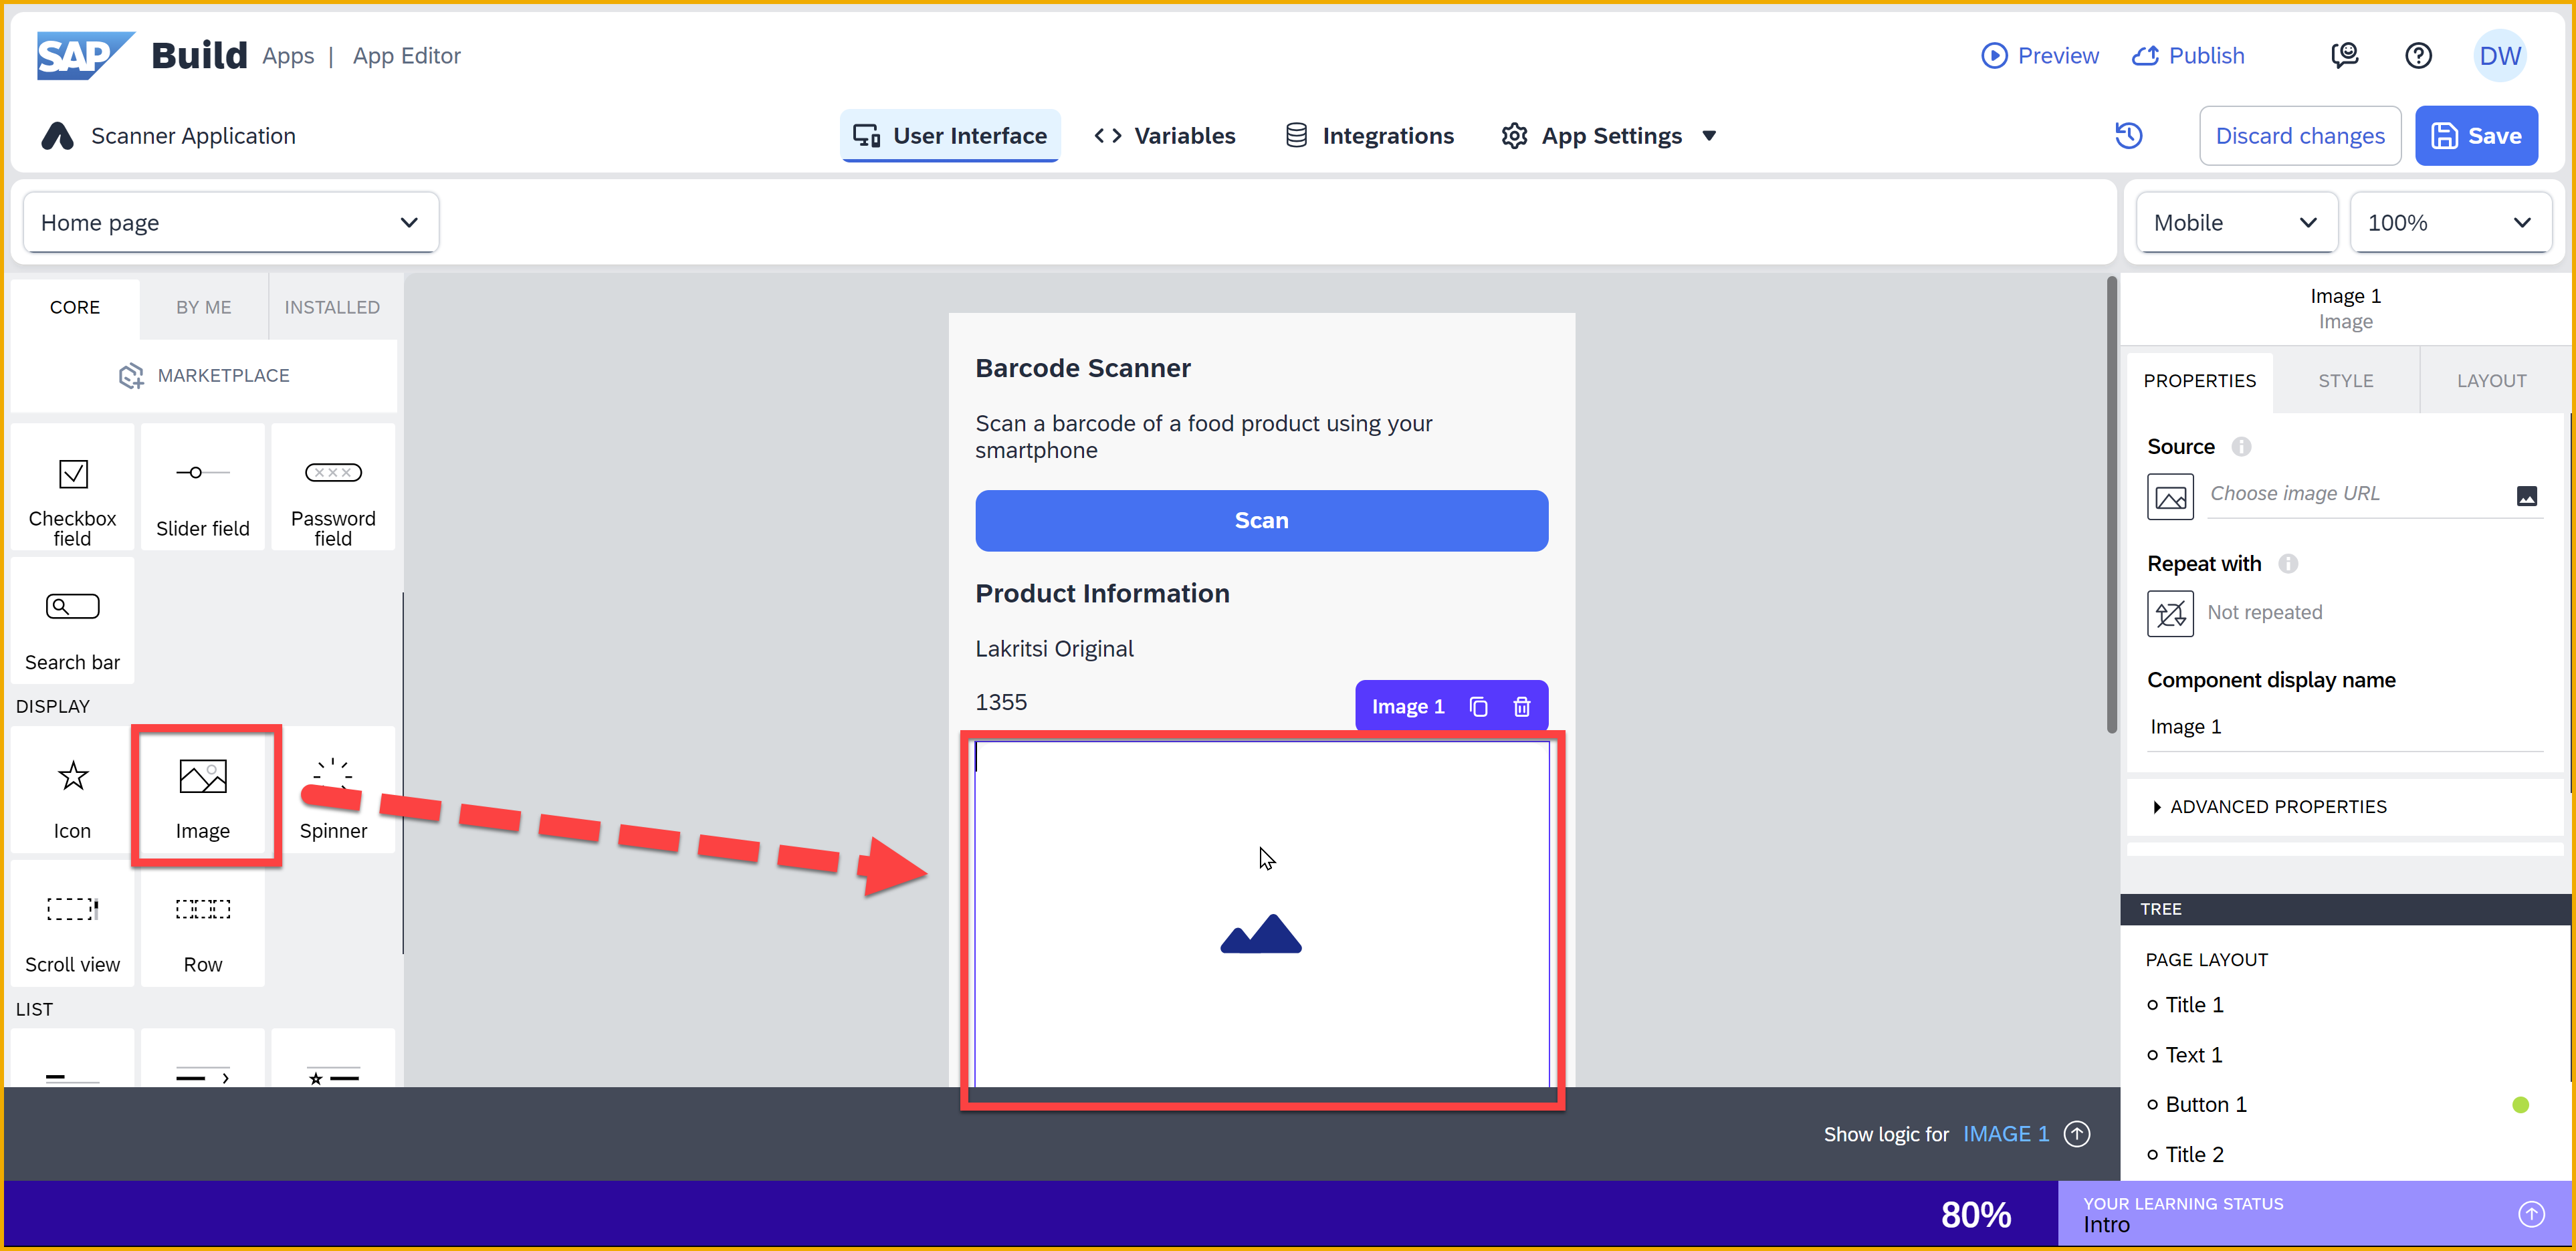 SAP Build Apps | App Editor
Preview Publish DW
Scanner Application
User Interface Variables Integrations App Settings
Discard changes Save
Home page
Mobile 100%
CORE BY ME INSTALLED
MARKETPLACE
Checkbox field
Slider field
Password field
Search bar
DISPLAY
Icon
Image
Spinner
Scroll view
Row
LIST
Barcode Scanner
Scan a barcode of a food product using your
smartphone
Scan
Product Information
Lakritsi Original
1355
Image 1
Show logic for IMAGE 1
Image 1
Image
PROPERTIES STYLE LAYOUT
Source
Choose image URL
Repeat with
Not repeated
Component display name
Image 1
ADVANCED PROPERTIES
TREE
PAGE LAYOUT
Title 1
Text 1
Button 1
Title 2
80%
YOUR LEARNING STATUS
Intro